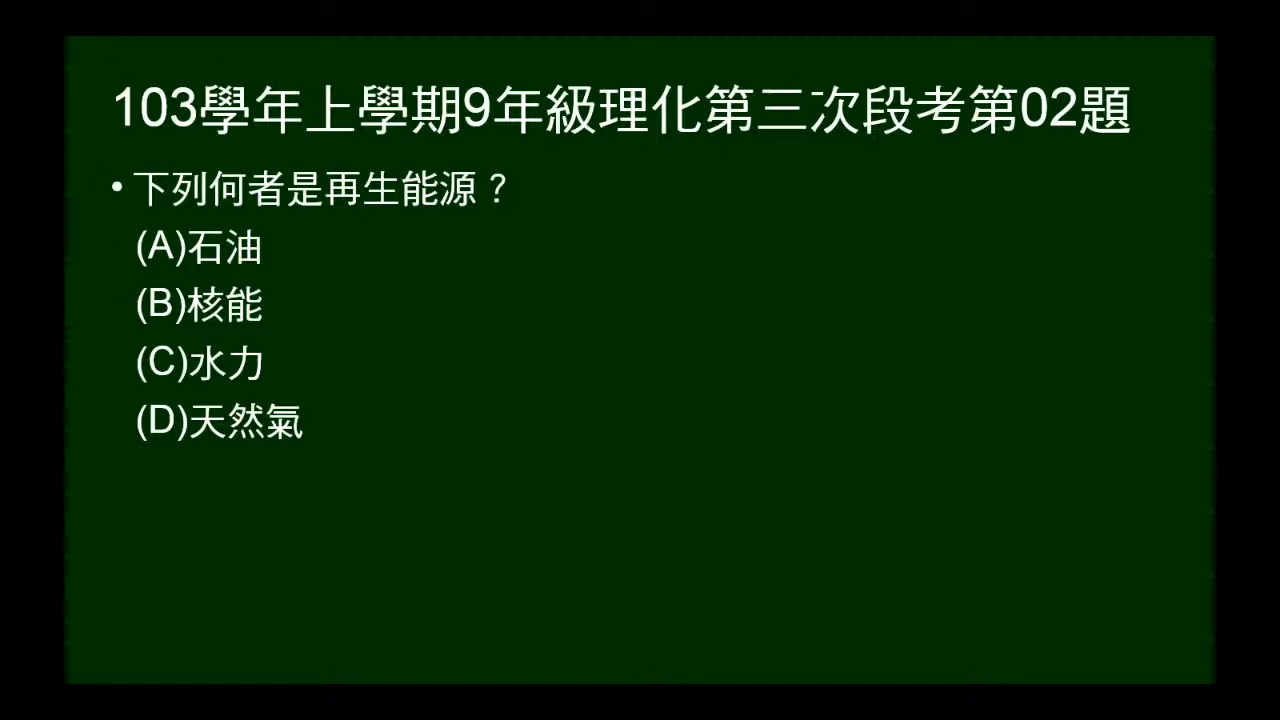 103學年上學期9年級理化第三次段考第02題
• 下列何者是再生能源？
(A)石油
(B)核能
(C)水力
(D)天然氣